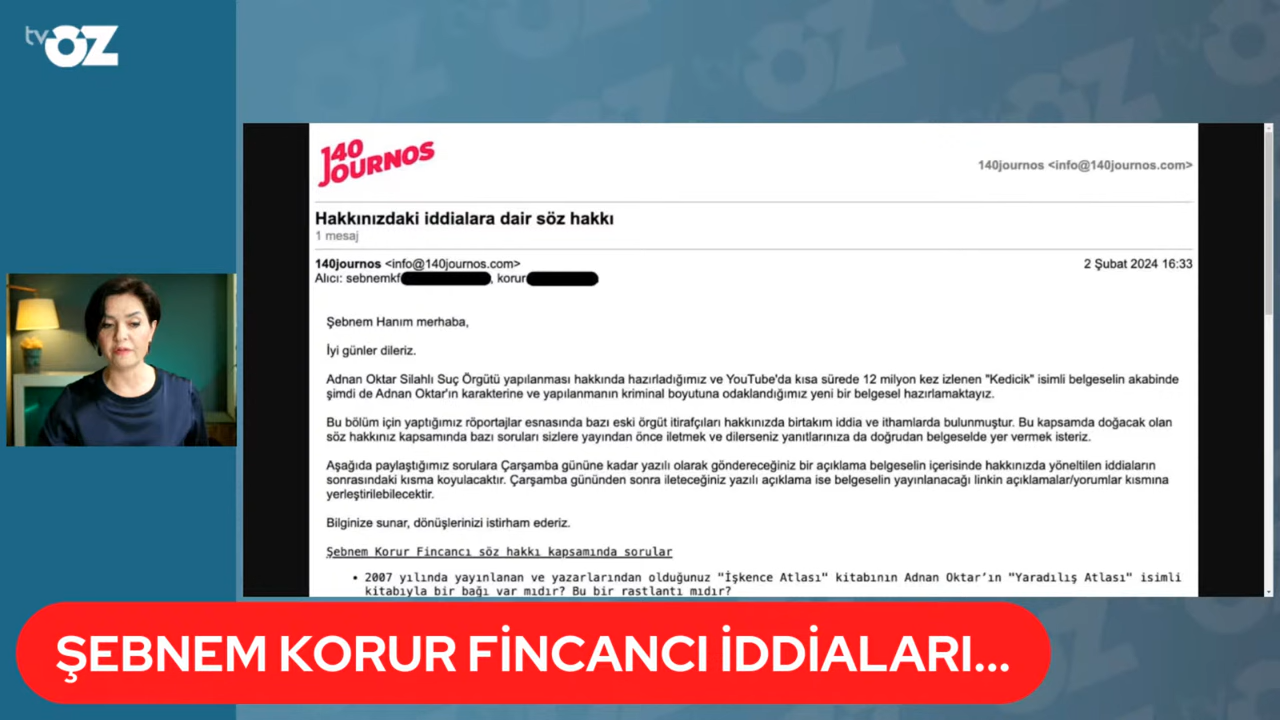 tv ÖZ
140
JOURNOS
140journos <info@140journos.com>
Hakkınızdaki iddialara dair söz hakkı
1 mesaj
140journos <info@140journos.com>
2 Şubat 2024 16:33
Alıcı: sebnemkf , korur
Şebnem Hanım merhaba,
İyi günler dileriz.
Adnan Oktar Silahlı Suç Örgütü yapılanması hakkında hazırladığımız ve YouTube'da kısa sürede 12 milyon kez izlenen "Kedicik" isimli belgeselin akabinde
şimdi de Adnan Oktar'ın karakterine ve yapılanmanın kriminal boyutuna odaklandığımız yeni bir belgesel hazırlamaktayız.
Bu bölüm için yaptığımız röportajlar esnasında bazı eski örgüt itirafçıları hakkınızda birtakım iddia ve ithamlarda bulunmuştur. Bu kapsamda doğacak olan
söz hakkınız kapsamında bazı soruları sizlere yayından önce iletmek ve dilerseniz yanıtlarınıza da doğrudan belgeselde yer vermek isteriz.
Aşağıda paylaştığımız sorulara Çarşamba gününe kadar yazılı olarak göndereceğiniz bir açıklama belgeselin içerisinde hakkınızda yöneltilen iddiaların
sonrasındaki kısma koyulacaktır. Çarşamba gününden sonra ileteceğiniz yazılı açıklama ise belgeselin yayınlanacağı linkin açıklamalar/yorumlar kısmına
yerleştirilebilecektir.
Bilginize sunar, dönüşlerinizi istirham ederiz.
Şebnem Korur Fincancı söz hakkı kapsamında sorular
• 2007 yılında yayınlanan ve yazarlarından olduğunuz "İşkence Atlası" kitabının Adnan Oktar’ın "Yaradılış Atlası" isimli
kitabıyla bir bağı var mıdır? Bu bir rastlantı mıdır?
ŞEBNEM KORUR FİNCANCI İDDİALARI...